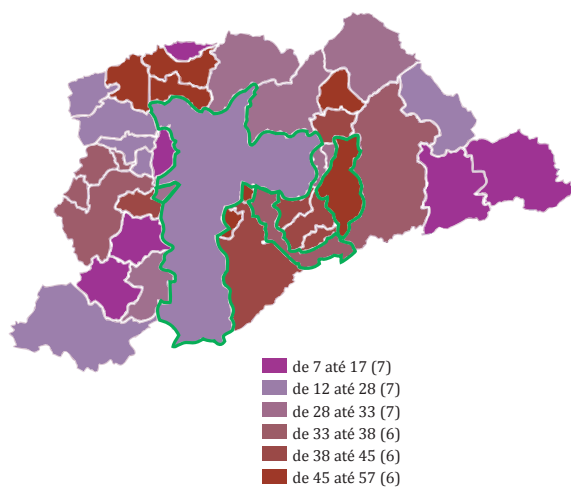 de 7 até 17 (7)
de 12 até 28 (7)
de 28 até 33 (7)
de 33 até 38 (6)
de 38 até 45 (6)
de 45 até 57 (6)